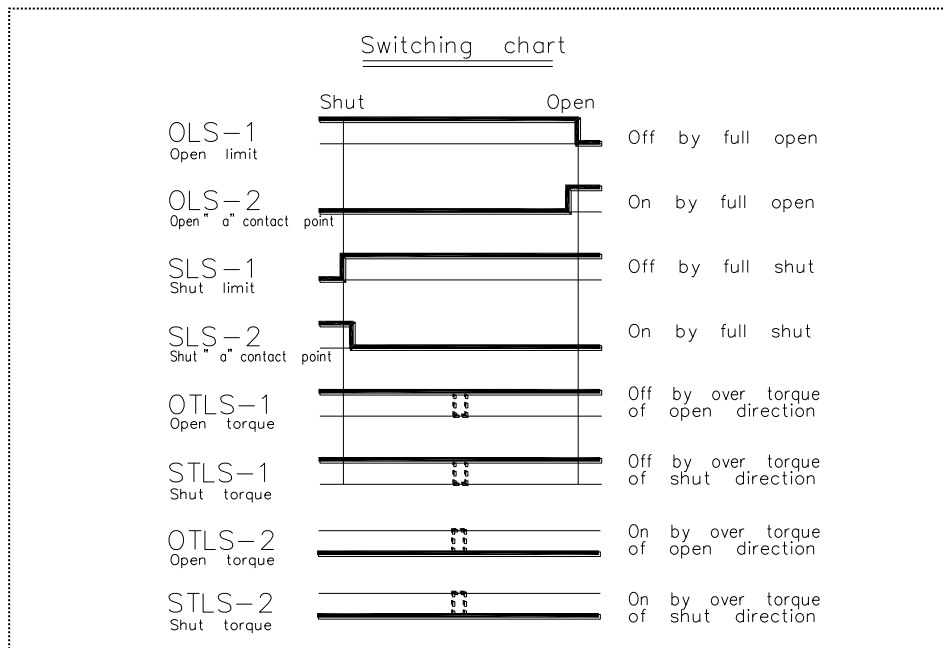 Switching chart
Shut Open
OLS-1
Open limit
Off by full open
OLS-2
Open " a" contact point
On by full open
SLS-1
Shut limit
Off by full shut
SLS-2
Shut " a" contact point
On by full shut
OTLS-1
Open torque
Off by over torque
of open direction
STLS-1
Shut torque
Off by over torque
of shut direction
OTLS-2
Open torque
On by over torque
of open direction
STLS-2
Shut torque
On by over torque
of shut direction